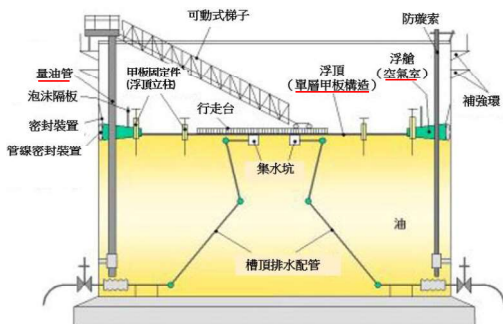 可動式梯子
防旋索
量油管
甲板固定件
(浮頂立柱)
浮頂
(單層甲板構造)
浮艙
(空氣室)
泡沫隔板
行走台
補強環
密封裝置
管線密封裝置
集水坑
油
槽頂排水配管